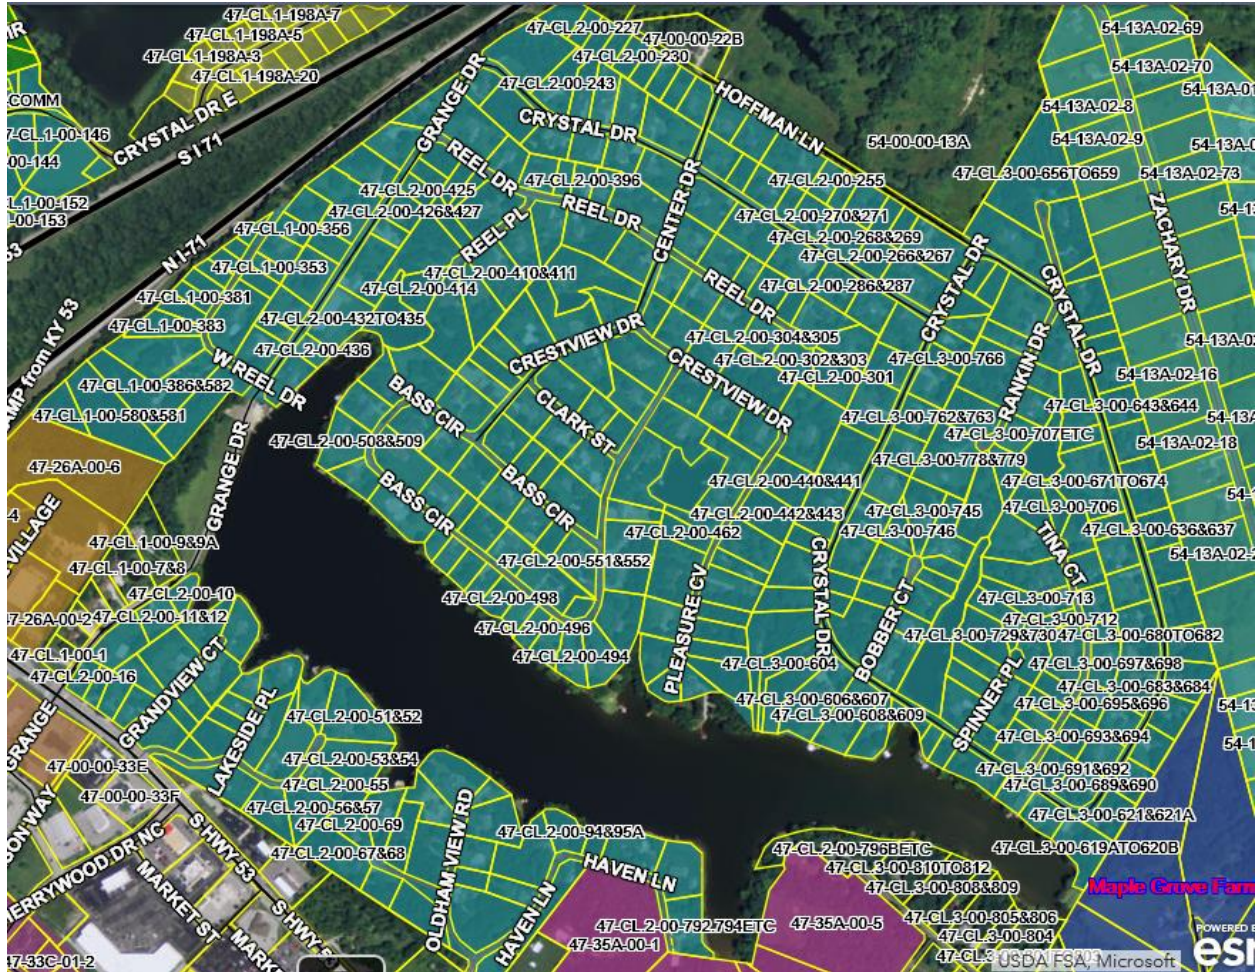 47-CL.1-198A-7
47-CL.2-00-227
54-13A-02-69
47-CL.1-198A-5
47-00-00-22B
47-CL.1-198A-3
47-CL.2-00-230
54-13A-02-70
47-CL.1-198A-20
47-CL.2-00-243
GRANGE DR
HOFFMAN LN
54-13A-02-8
-COMM
CRYSTAL DR E
CRYSTAL DR
7-CL.1-00-146
S I 71
54-13A-02-9
54-00-00-13A
-00-144
REEL DR
47-CL.3-00-656TO659
54-13A-02-73
47-CL.2-00-396
47-CL.2-00-255
47-CL.2-00-425
L.1-00-152
47-CL.2-00-426&427
REEL DR
CENTER DR
47-CL.2-00-270&271
-00-153
47-CL.1-00-356
REEL PL
47-CL.2-00-268&269
ZACHARY DR
N I-71
47-CL.2-00-266&267
47-CL.1-00-353
47-CL.2-00-410&411
REEL DR
CRYSTAL DR
CRYSTAL DR
47-CL.2-00-414
47-CL.2-00-286&287
47-CL.1-00-381
47-CL.1-00-383
47-CL.2-00-432TO435
CRESTVIEW DR
47-CL.2-00-304&305
47-CL.2-00-436
47-CL.2-00-302&303
47-CL.3-00-766
RANKIN DR
AMP from KY 53
W REEL DR
CRESTVIEW DR
47-CL.2-00-301
54-13A-02-16
47-CL.1-00-386&582
BASS CIR
47-CL.3-00-643&644
47-CL.1-00-580&581
CLARK ST
47-CL.3-00-762&763
47-CL.3-00-707ETC
47-CL.2-00-508&509
54-13A-02-18
47-26A-00-6
GRANGE DR
47-CL.3-00-778&779
BASS CIR
BASS CIR
47-CL.2-00-440&441
47-CL.3-00-671TO674
47-CL.3-00-706
47-CL.2-00-442&443
47-CL.3-00-745
VILLAGE
47-CL.2-00-462
47-CL.3-00-746
47-CL.3-00-636&637
47-CL.1-00-9&9A
TINA CT
47-CL.2-00-551&552
CRYSTAL DR
47-CL.1-00-7&8
47-CL.2-00-10
BOBBER CT
47-CL.2-00-498
PLEASURE CV
47-CL.3-00-713
47-CL.2-00-11&12
47-CL.3-00-712
47-CL.2-00-496
47-CL.3-00-729&730
47-CL.3-00-680TO682
47-CL.1-00-1
47-CL.2-00-494
47-CL.3-00-604
47-CL.3-00-697&698
47-CL.2-00-16
GRANDVIEW CT
SPINNER PL
47-CL.3-00-683&684
LAKESIDE PL
47-CL.3-00-606&607
47-CL.3-00-695&696
47-CL.2-00-51&52
47-CL.3-00-608&609
GRANGE
47-CL.3-00-693&694
47-CL.2-00-53&54
47-00-00-33E
47-CL.3-00-691&692
47-CL.2-00-55
47-CL.3-00-689&690
47-00-00-33F
47-CL.2-00-56&57
47-CL.3-00-621&621A
47-CL.2-00-69
S HWY 53
47-CL.2-00-94&95A
OLDHAM VIEW RD
47-CL.2-00-67&68
47-CL.2-00-796BETC
47-CL.3-00-619ATO620B
HAVEN LN
47-CL.3-00-810TO812
MARKET ST
47-CL.3-00-808&809
Maple Grove Farm
HAVEN LN
S HWY 53
47-CL.2-00-792,794ETC
47-35A-00-5
47-CL.3-00-805&806
47-35A-00-1
47-CL.3-00-804
47-33C-01-2
USDA FSA, Microsoft
POWERED B
esr